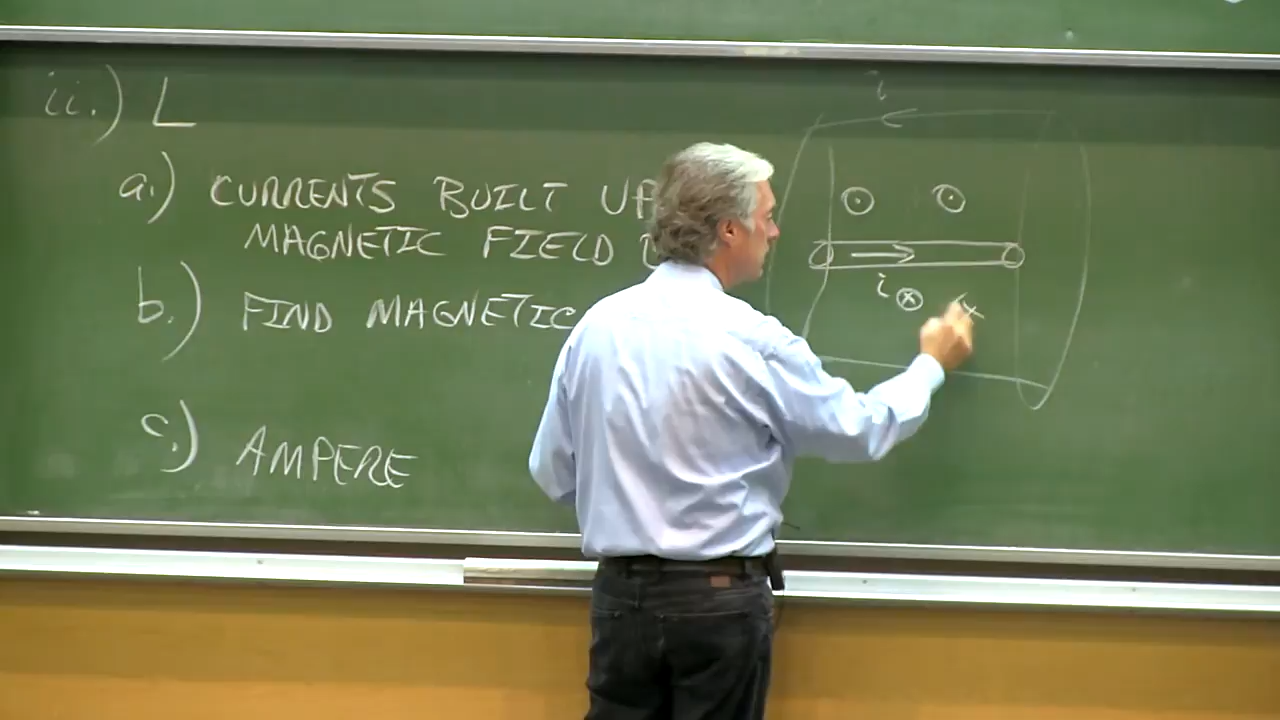 ii.) L
a.) CURRENTS BUILT UP
MAGNETIC FIELD
b.) FIND MAGNETIC
c.) AMPERE
i
i